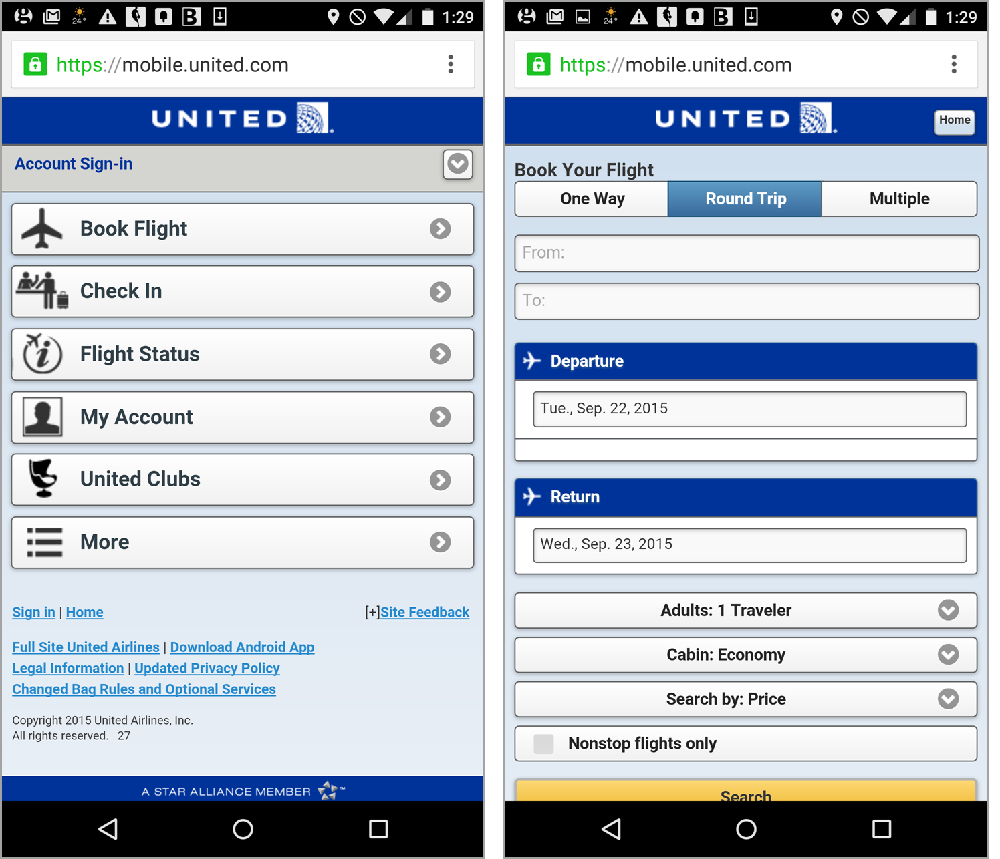 24°
B
1:29
https://mobile.united.com
UNITED
Account Sign-in
Book Flight
Check In
Flight Status
My Account
United Clubs
More
Sign in | Home
[+]Site Feedback
Full Site United Airlines | Download Android App
Legal Information | Updated Privacy Policy
Changed Bag Rules and Optional Services
Copyright 2015 United Airlines, Inc.
All rights reserved. 27
A STAR ALLIANCE MEMBER ™
24°
B
1:29
https://mobile.united.com
UNITED
Home
Book Your Flight
One Way
Round Trip
Multiple
From:
To:
Departure
Tue., Sep. 22, 2015
Return
Wed., Sep. 23, 2015
Adults: 1 Traveler
Cabin: Economy
Search by: Price
Nonstop flights only
Search